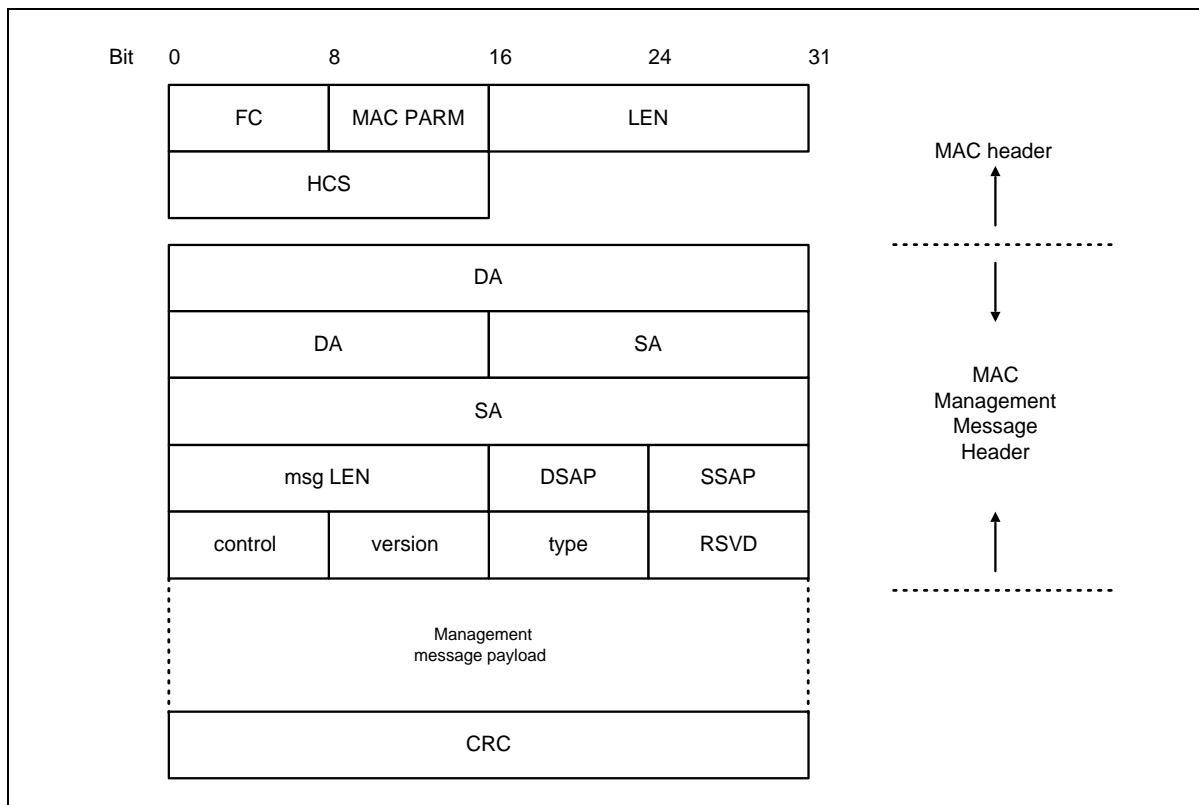 Bit 0 8 16 24 31
FC MAC PARM LEN
HCS
MAC header
DA
DA SA
SA
MAC
Management
Message
Header
msg LEN DSAP SSAP
control version type RSVD
Management
message payload
CRC